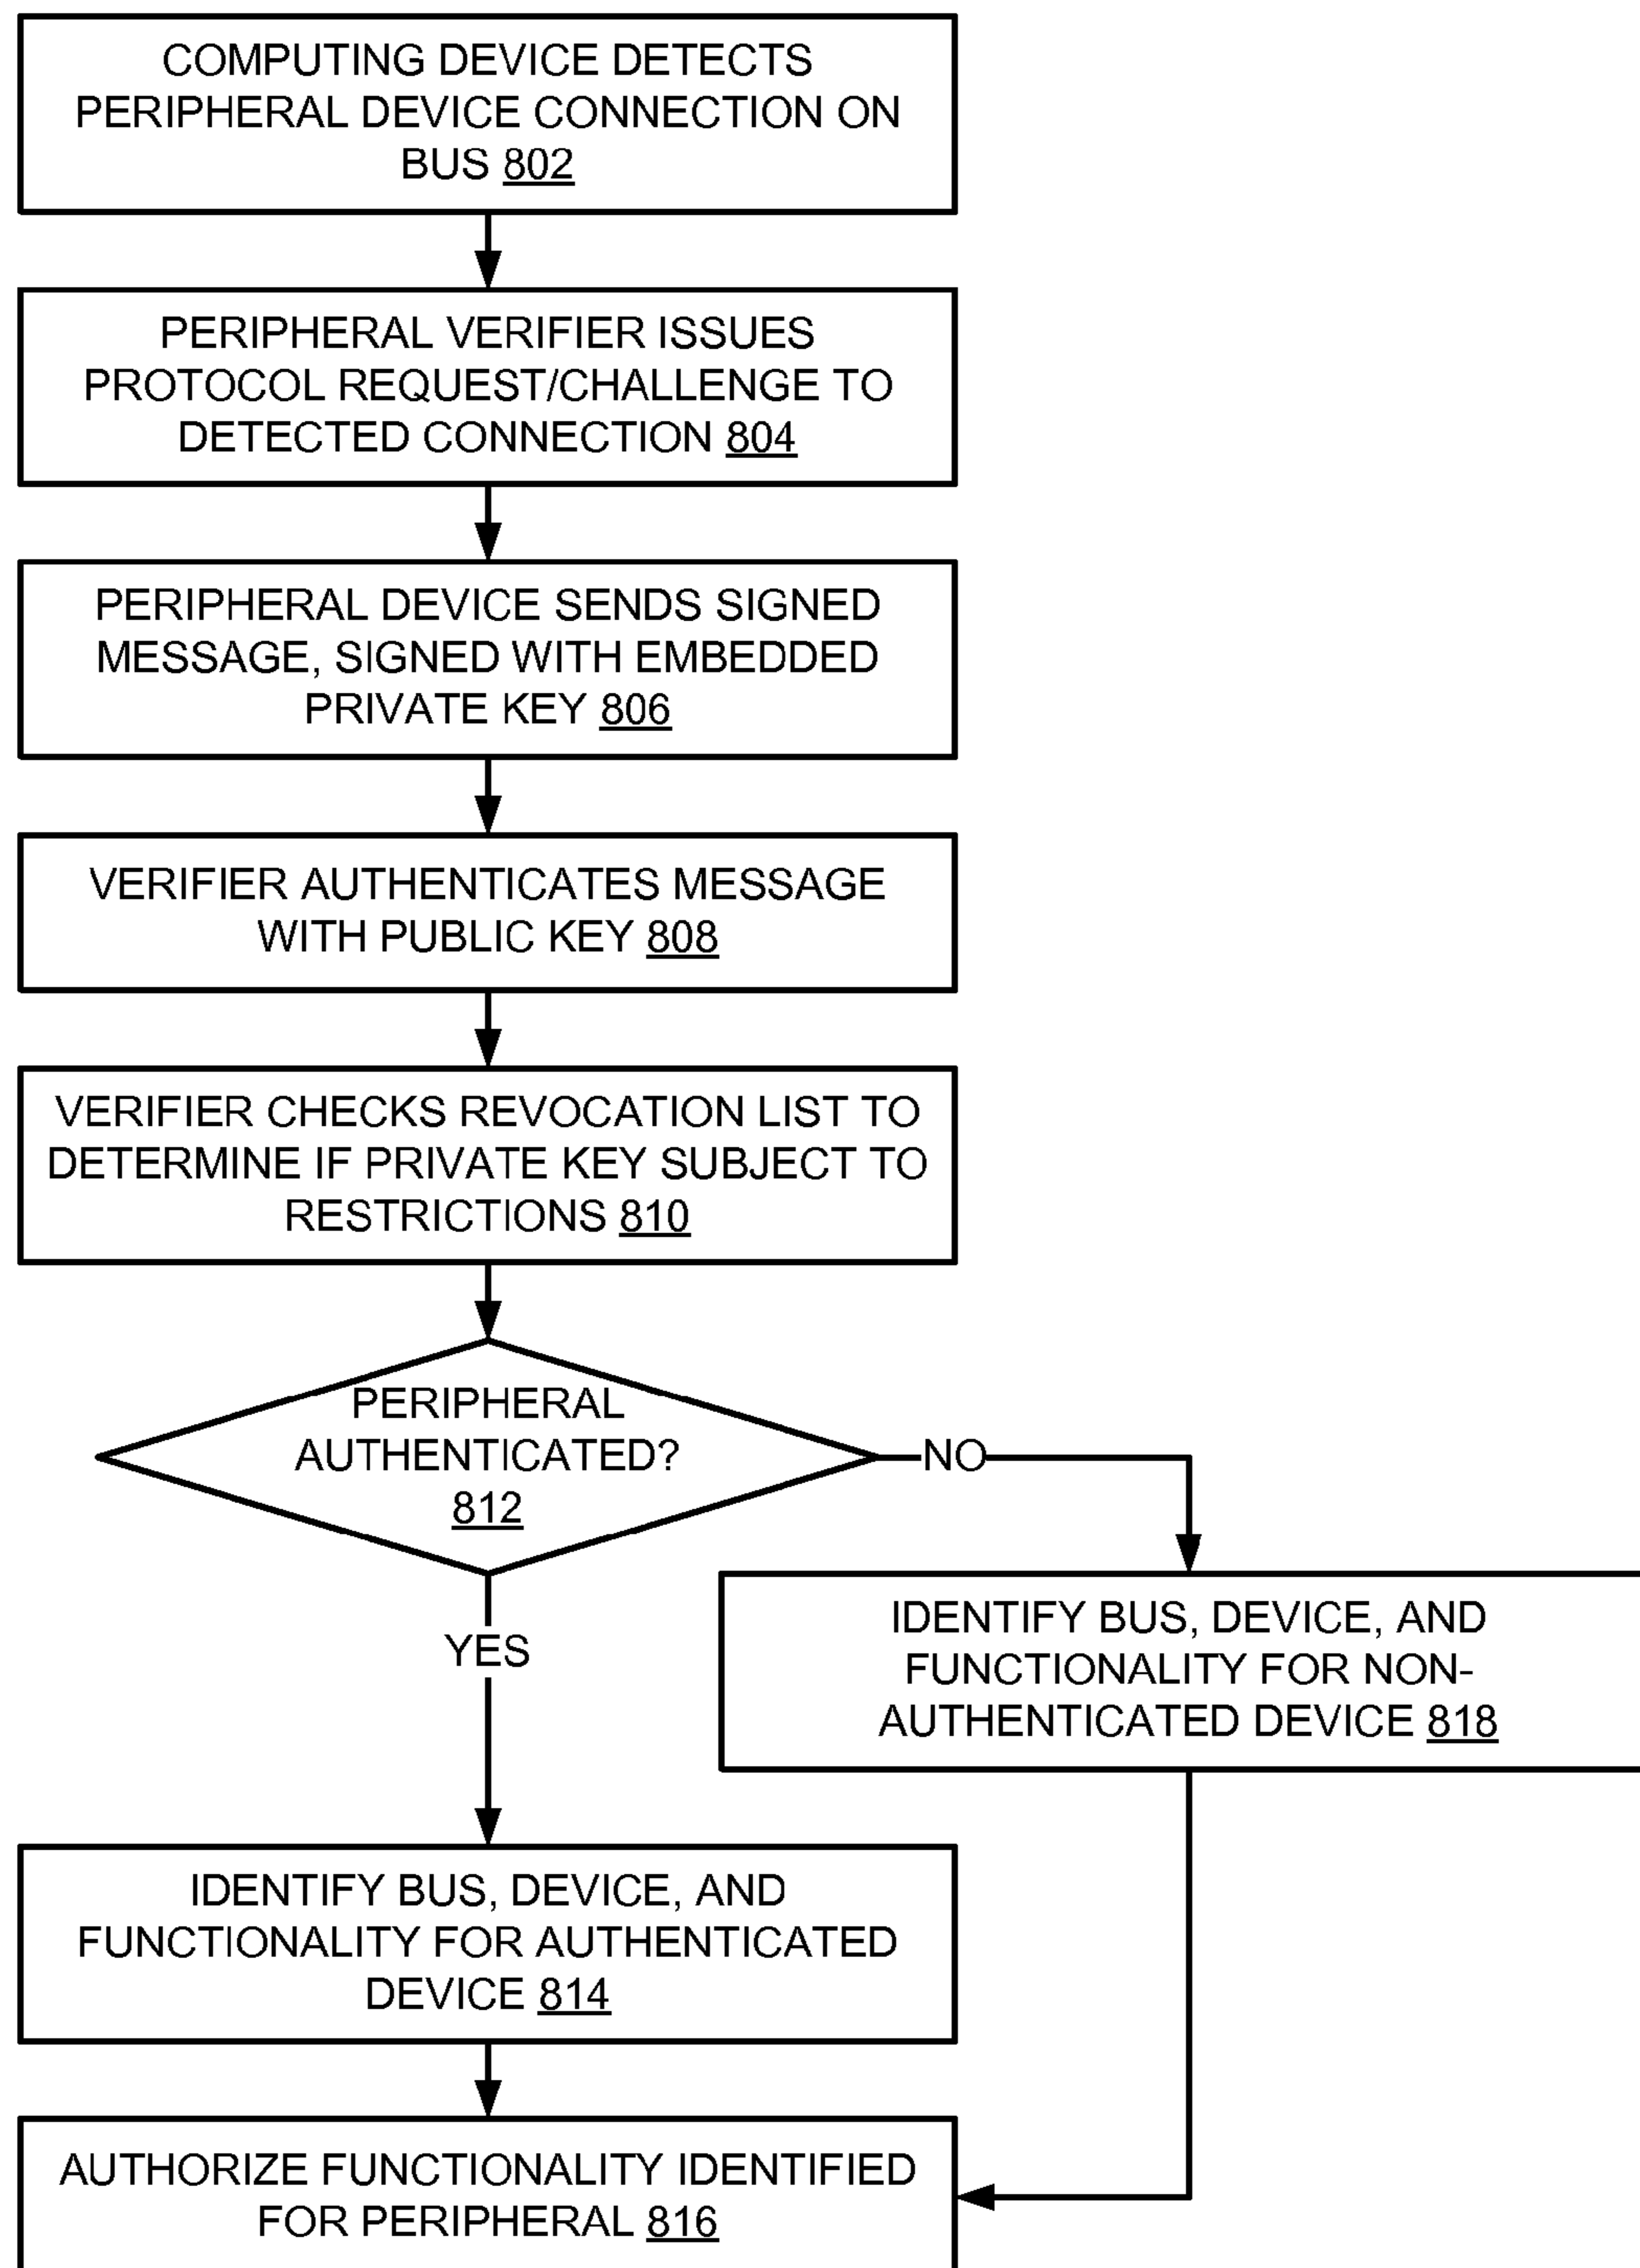 COMPUTING DEVICE DETECTS
PERIPHERAL DEVICE CONNECTION ON
BUS 802
PERIPHERAL VERIFIER ISSUES
PROTOCOL REQUEST/CHALLENGE TO
DETECTED CONNECTION 804
PERIPHERAL DEVICE SENDS SIGNED
MESSAGE, SIGNED WITH EMBEDDED
PRIVATE KEY 806
VERIFIER AUTHENTICATES MESSAGE
WITH PUBLIC KEY 808
VERIFIER CHECKS REVOCATION LIST TO
DETERMINE IF PRIVATE KEY SUBJECT TO
RESTRICTIONS 810
PERIPHERAL
AUTHENTICATED?
812
NO
YES
IDENTIFY BUS, DEVICE, AND
FUNCTIONALITY FOR NON-
AUTHENTICATED DEVICE 818
IDENTIFY BUS, DEVICE, AND
FUNCTIONALITY FOR AUTHENTICATED
DEVICE 814
AUTHORIZE FUNCTIONALITY IDENTIFIED
FOR PERIPHERAL 816